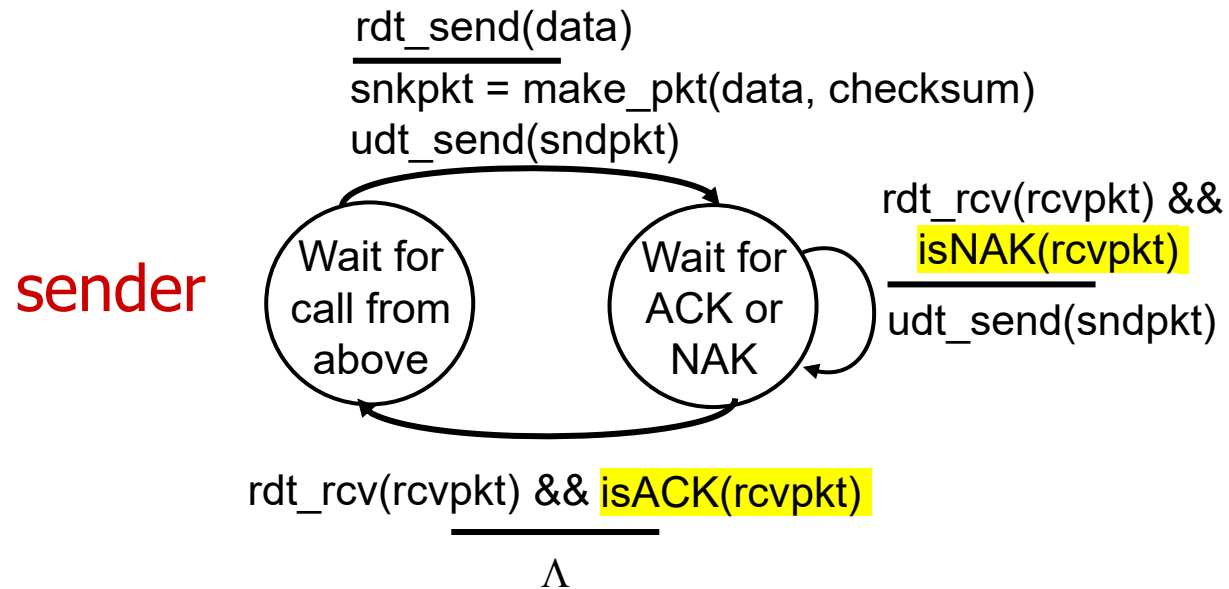 rdt_send(data)
snkpkt = make_pkt(data, checksum)
udt_send(sndpkt)
sender
Wait for
call from
above
Wait for
ACK or
NAK
rdt_rcv(rcvpkt) &&
isNAK(rcvpkt)
udt_send(sndpkt)
rdt_rcv(rcvpkt) && isACK(rcvpkt)
Λ